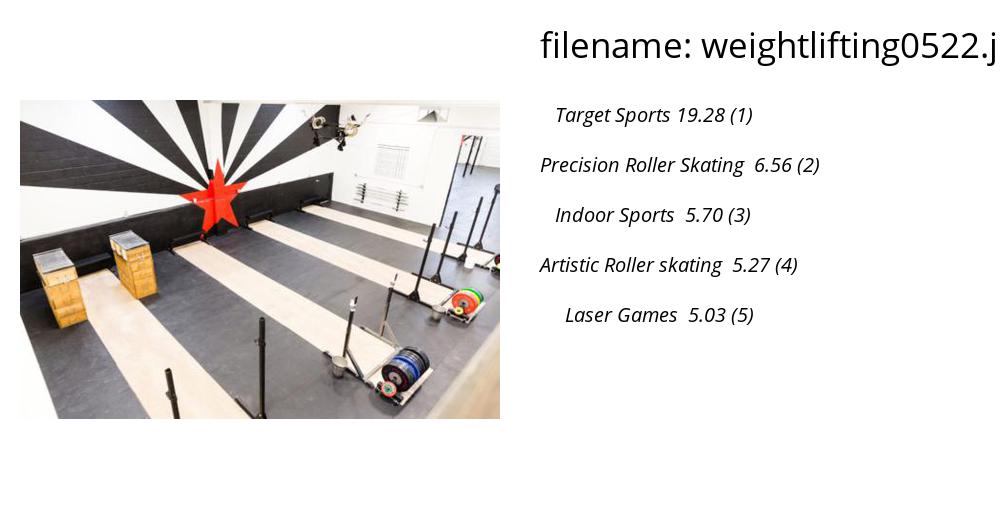 filename: weightlifting0522.j
Target Sports 19.28 (1)
Precision Roller Skating 6.56 (2)
Indoor Sports 5.70 (3)
Artistic Roller skating 5.27 (4)
Laser Games 5.03 (5)